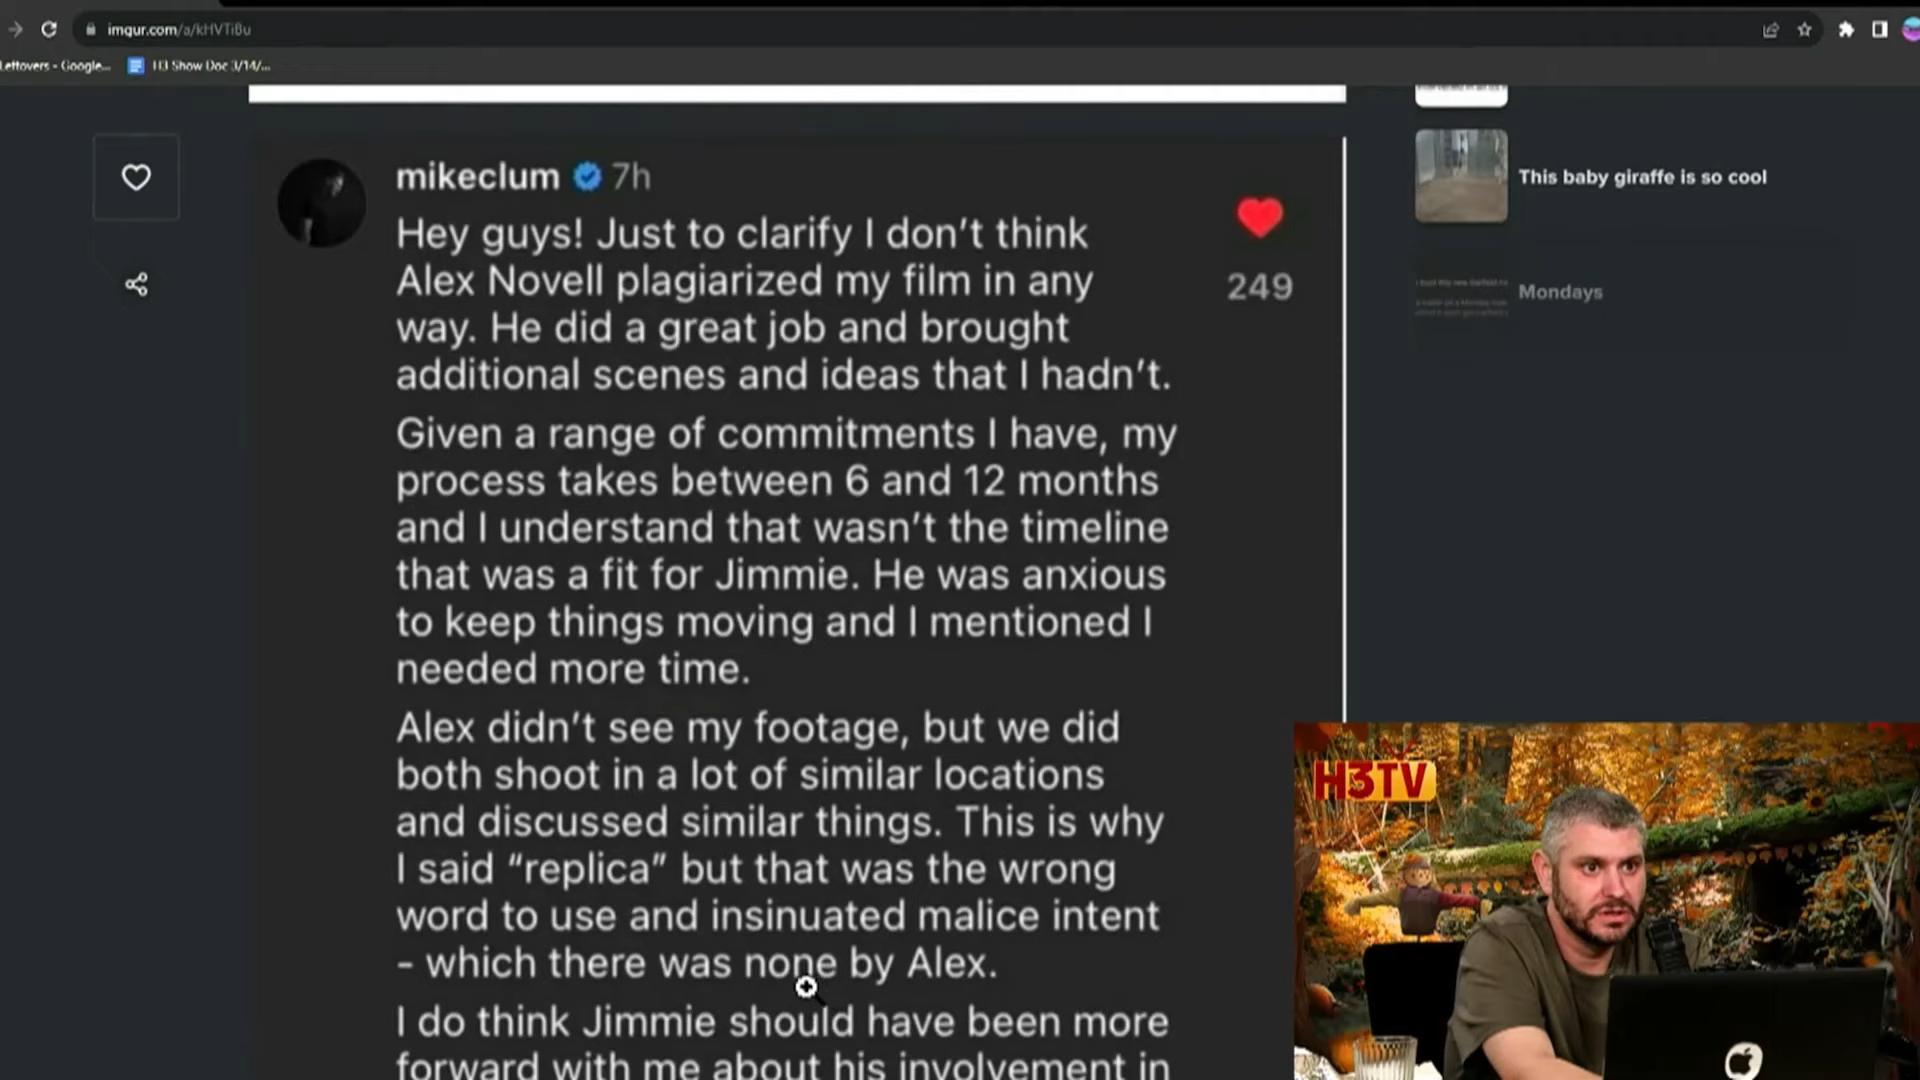 imgur.com/a/kHVTiBu
Leftovers - Google...
H3 Show Doc 3/14/...
mikeclum 7h
Hey guys! Just to clarify I don't think
Alex Novell plagiarized my film in any
way. He did a great job and brought
additional scenes and ideas that I hadn't.
249
Given a range of commitments I have, my
process takes between 6 and 12 months
and I understand that wasn't the timeline
that was a fit for Jimmie. He was anxious
to keep things moving and I mentioned I
needed more time.
Alex didn't see my footage, but we did
both shoot in a lot of similar locations
and discussed similar things. This is why
I said “replica” but that was the wrong
word to use and insinuated malice intent
- which there was none by Alex.
I do think Jimmie should have been more
forward with me about his involvement in
This baby giraffe is so cool
Mondays
H3TV